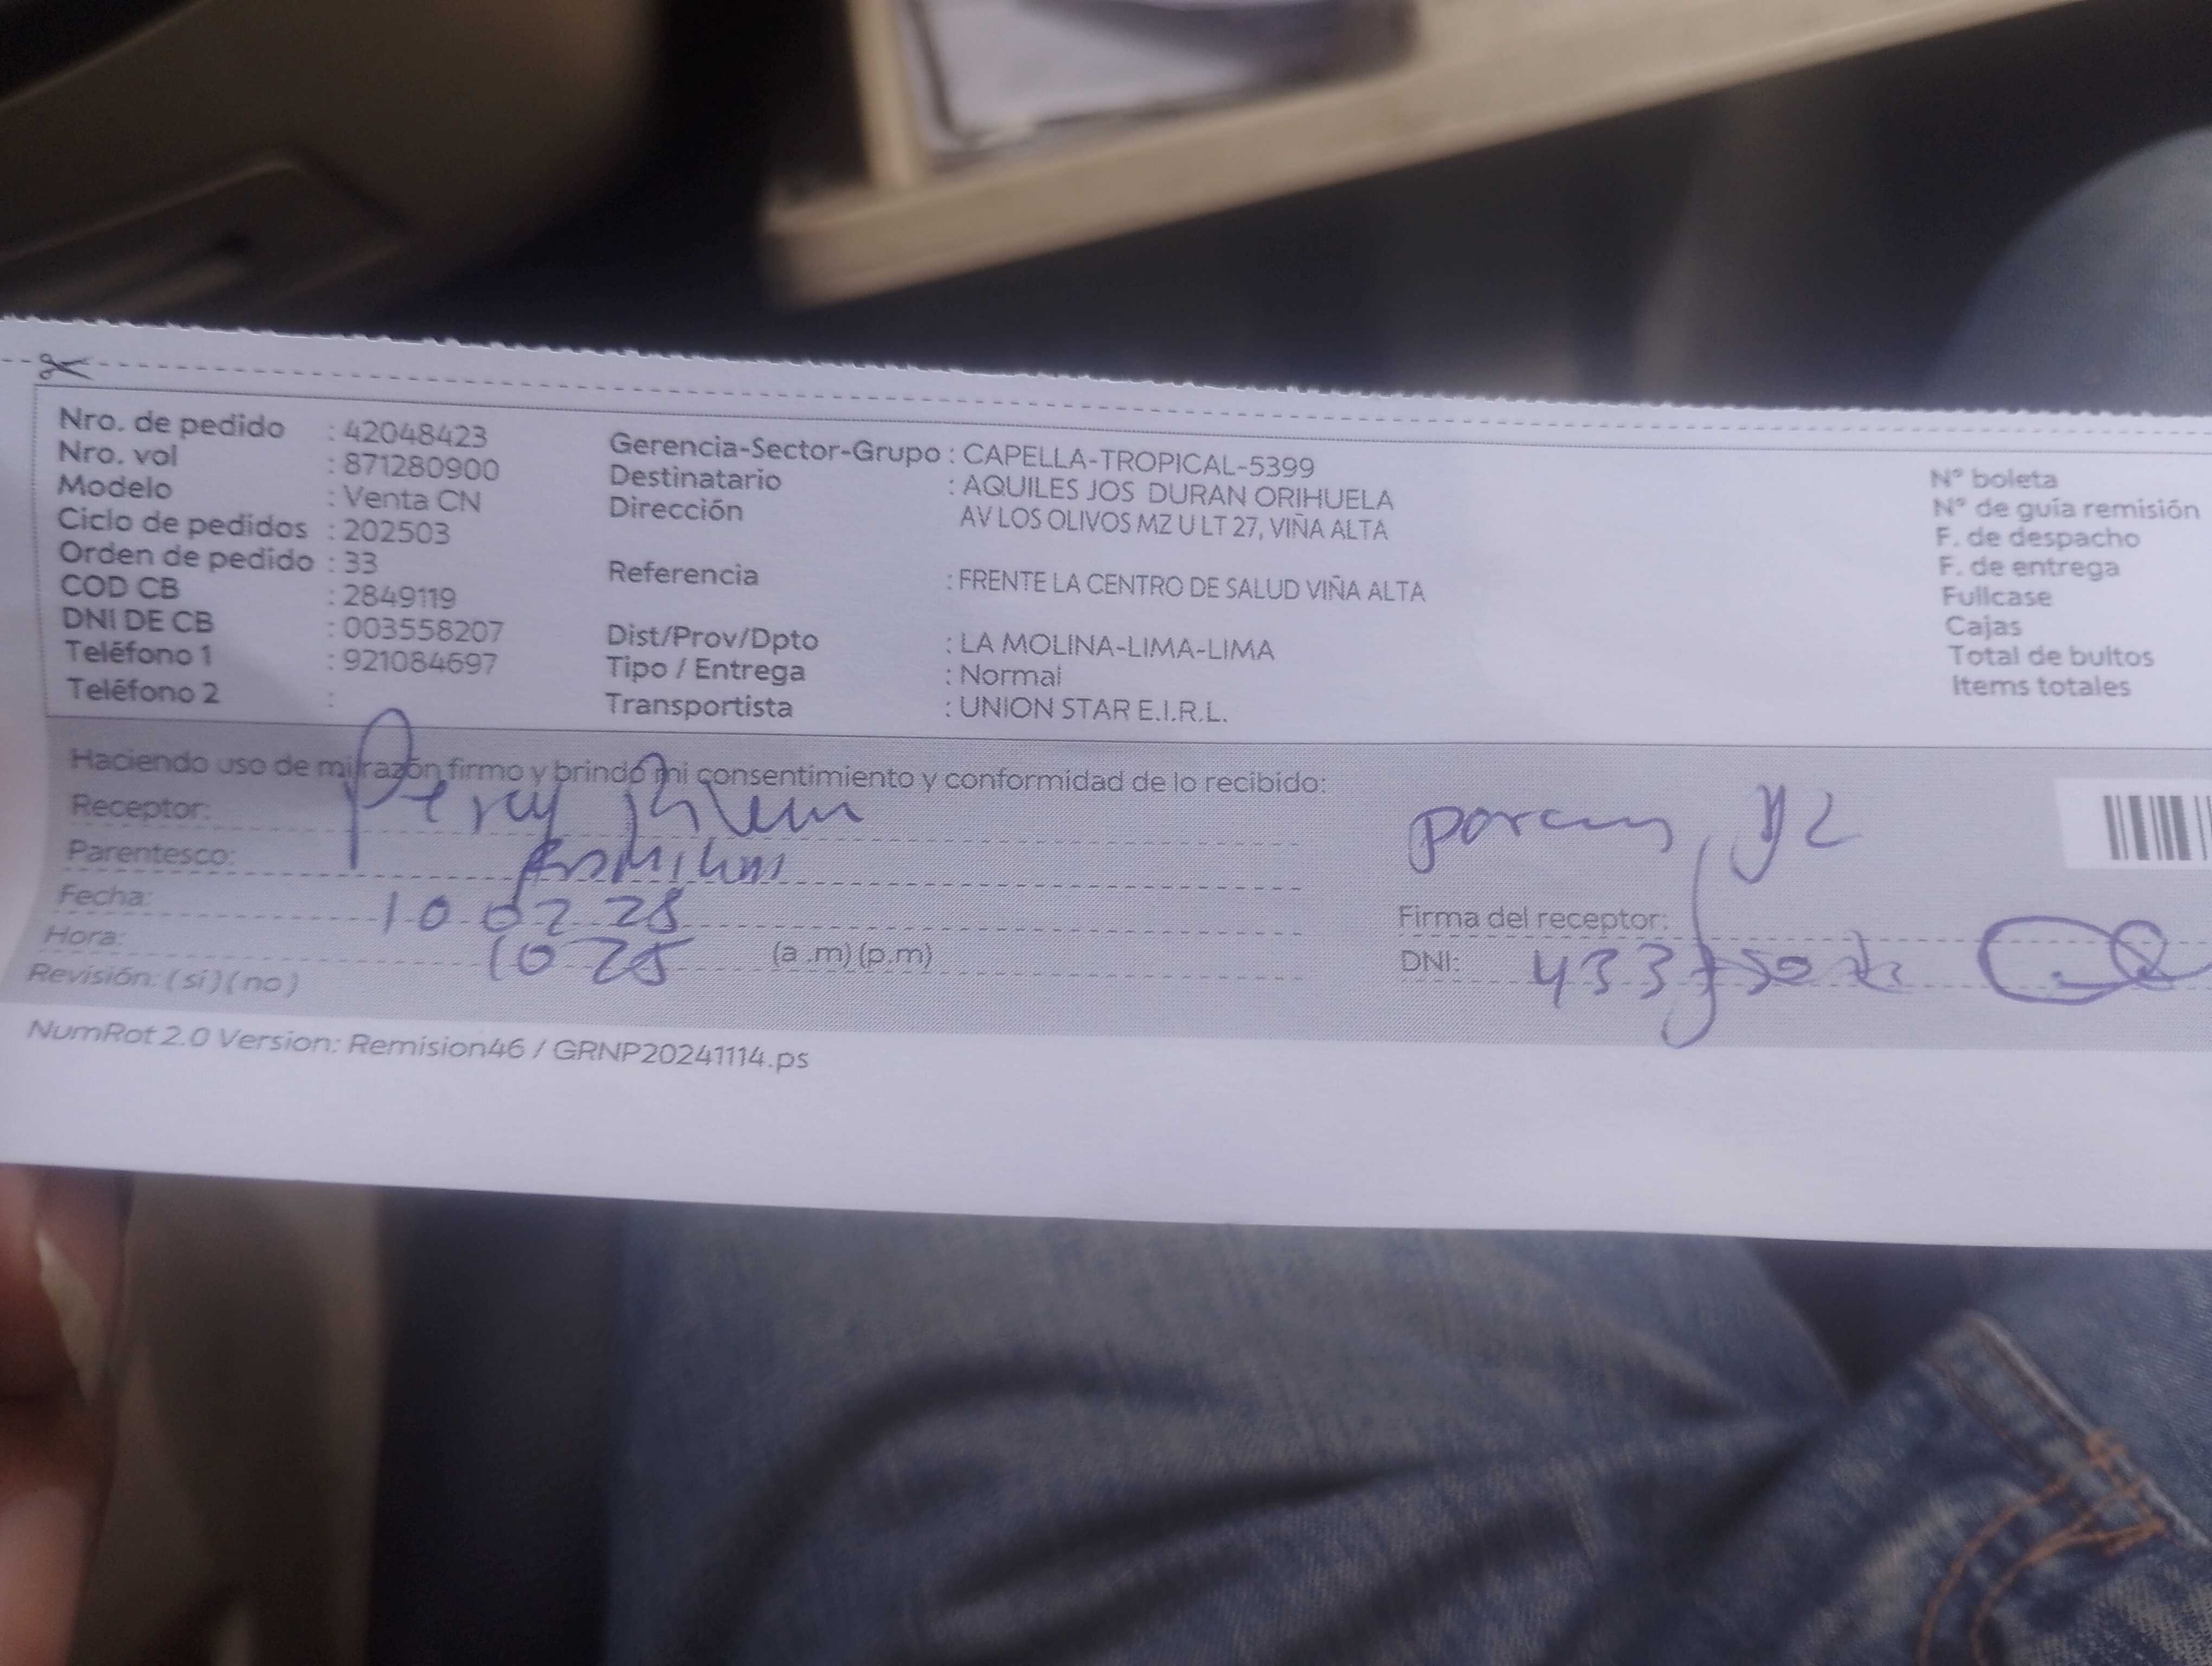 Nro. de pedido : 42048423
Nro. vol : 871280900
Modelo : Venta CN
Ciclo de pedidos : 202503
Orden de pedido : 33
COD CB : 2849119
DNI DE CB : 003558207
Teléfono 1 : 921084697
Teléfono 2 :
Gerencia-Sector-Grupo : CAPELLA-TROPICAL-5399
Destinatario : AQUILES JOS DURAN ORIHUELA
Dirección AV LOS OLIVOS MZ U LT 27, VIÑA ALTA
Referencia : FRENTE LA CENTRO DE SALUD VIÑA ALTA
Dist/Prov/Dpto : LA MOLINA-LIMA-LIMA
Tipo / Entrega : Normal
Transportista : UNION STAR E.I.R.L.
N° boleta
N° de guía remisión
F. de despacho
F. de entrega
Fullcase
Cajas
Total de bultos
Items totales
Haciendo uso de mi razón firmo y brindo mi consentimiento y conformidad de lo recibido:
Receptor: Percy
Parentesco:
Fecha: 10 02 25
Hora: 10 25 (a .m) (p.m)
Revisión: ( si ) ( no )
Firma del receptor:
DNI:
NumRot 2.0 Version: Remision46 / GRNP20241114.ps